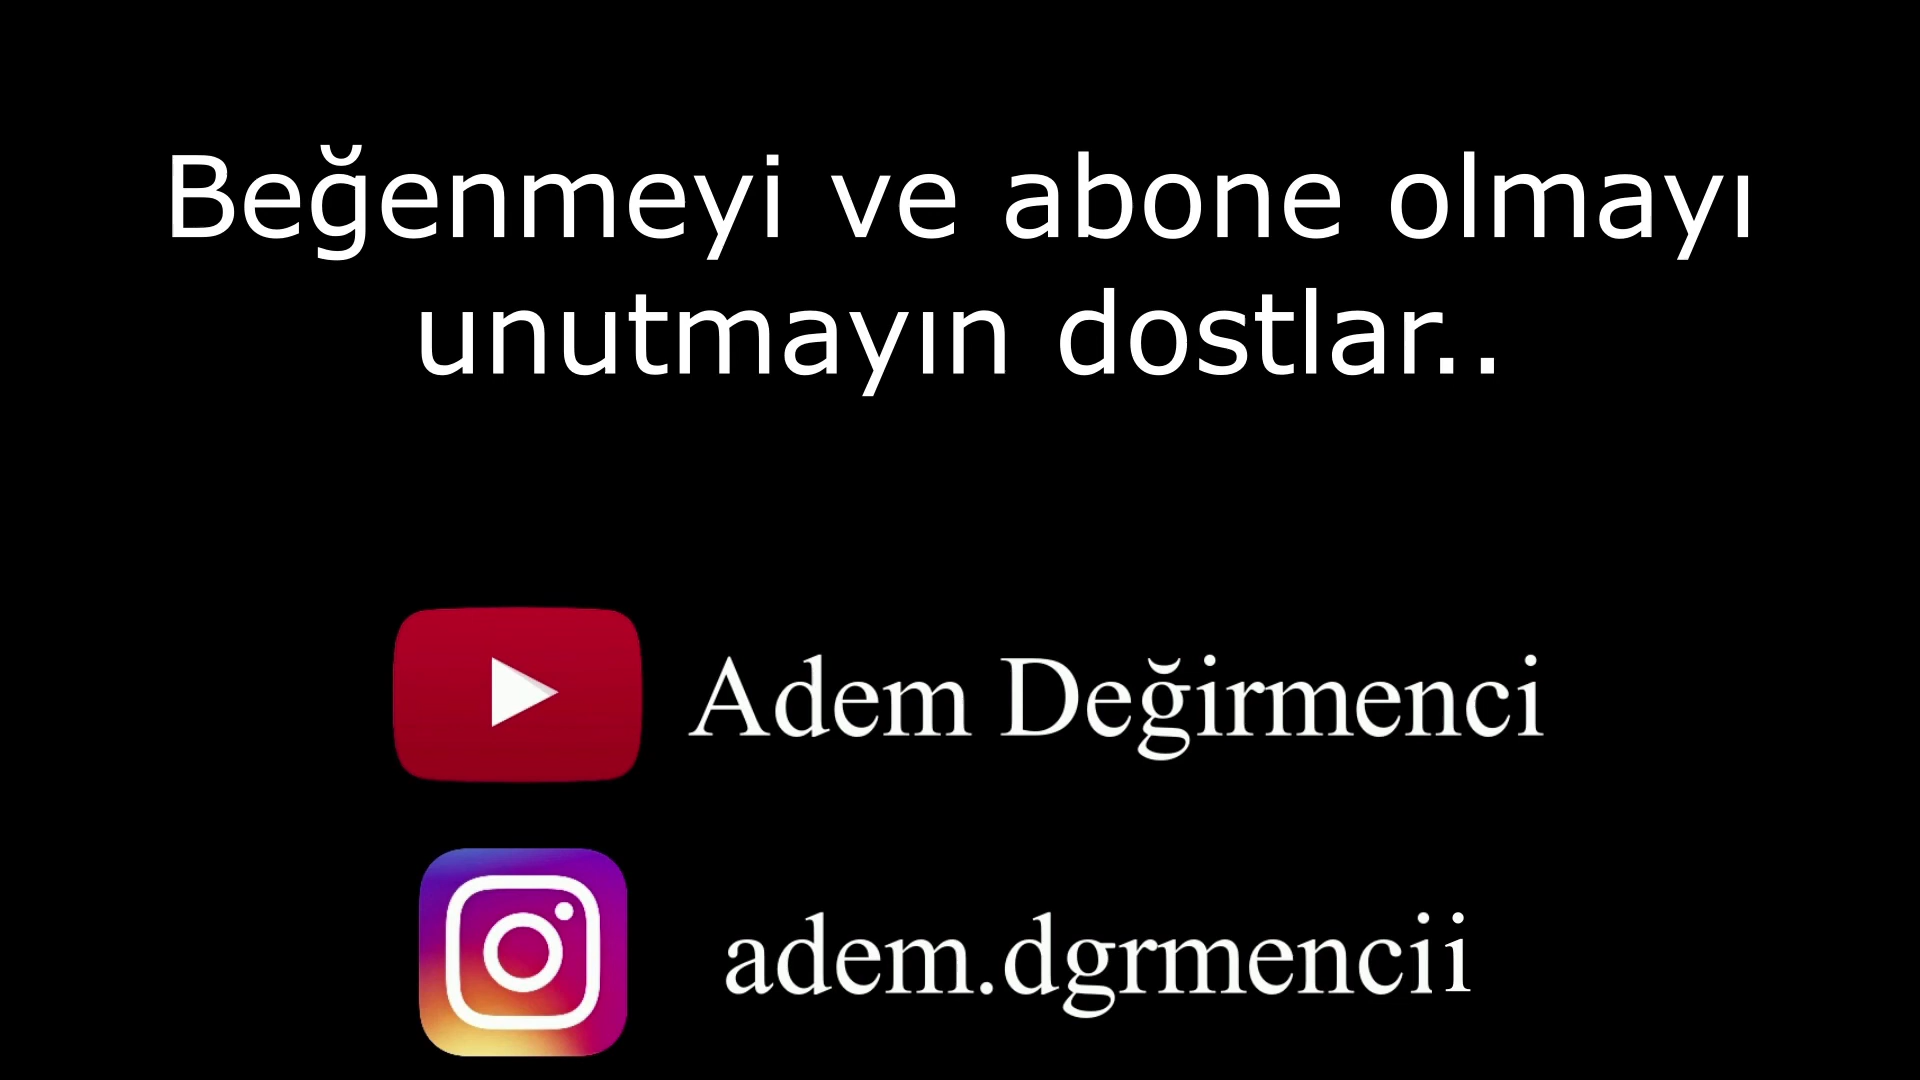 Beğenmeyi ve abone olmayı
unutmayın dostlar..
Adem Değirmenci
adem.dgrmencii